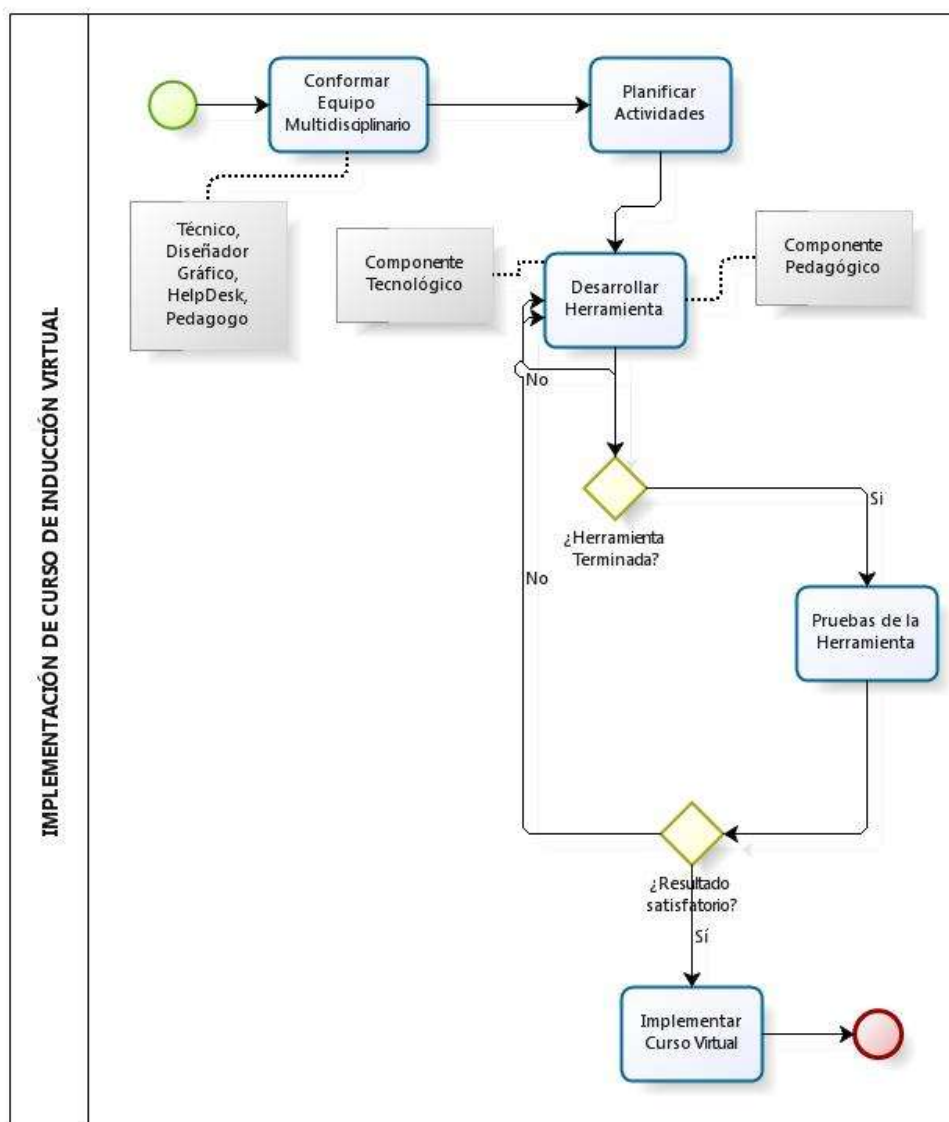 IMPLEMENTACIÓN DE CURSO DE INDUCCIÓN VIRTUAL
Conformar
Equipo
Multidisciplinario
Planificar
Actividades
Técnico,
Diseñador
Gráfico,
HelpDesk,
Pedagogo
Componente
Tecnológico
Desarrollar
Herramienta
Componente
Pedagógico
No
¿Herramienta
Terminada?
Si
No
Pruebas de la
Herramienta
¿Resultado
satisfatorio?
Sí
Implementar
Curso Virtual